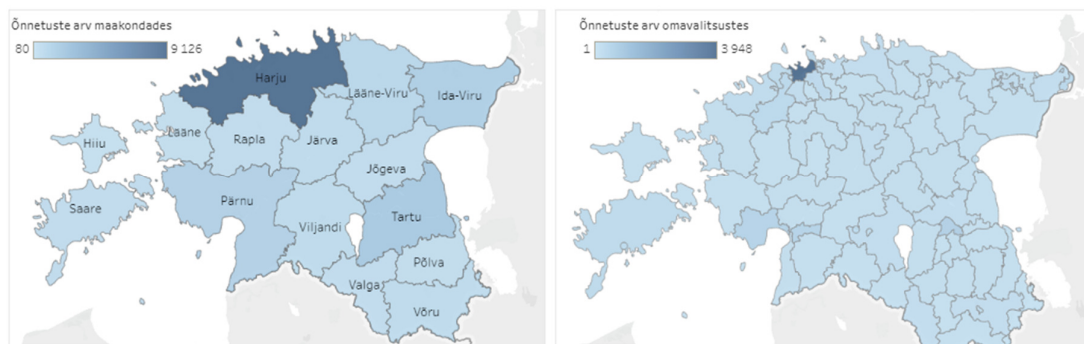 Õnnetuste arv maakondades
80 9 126
Harju
Lääne-Viru
Ida-Viru
Hiiu
Lääne
Rapla
Järva
Jõgeva
Saare
Pärnu
Viljandi
Tartu
Põlva
Valga
Võru
Õnnetuste arv omavalitsustes
1 3 948